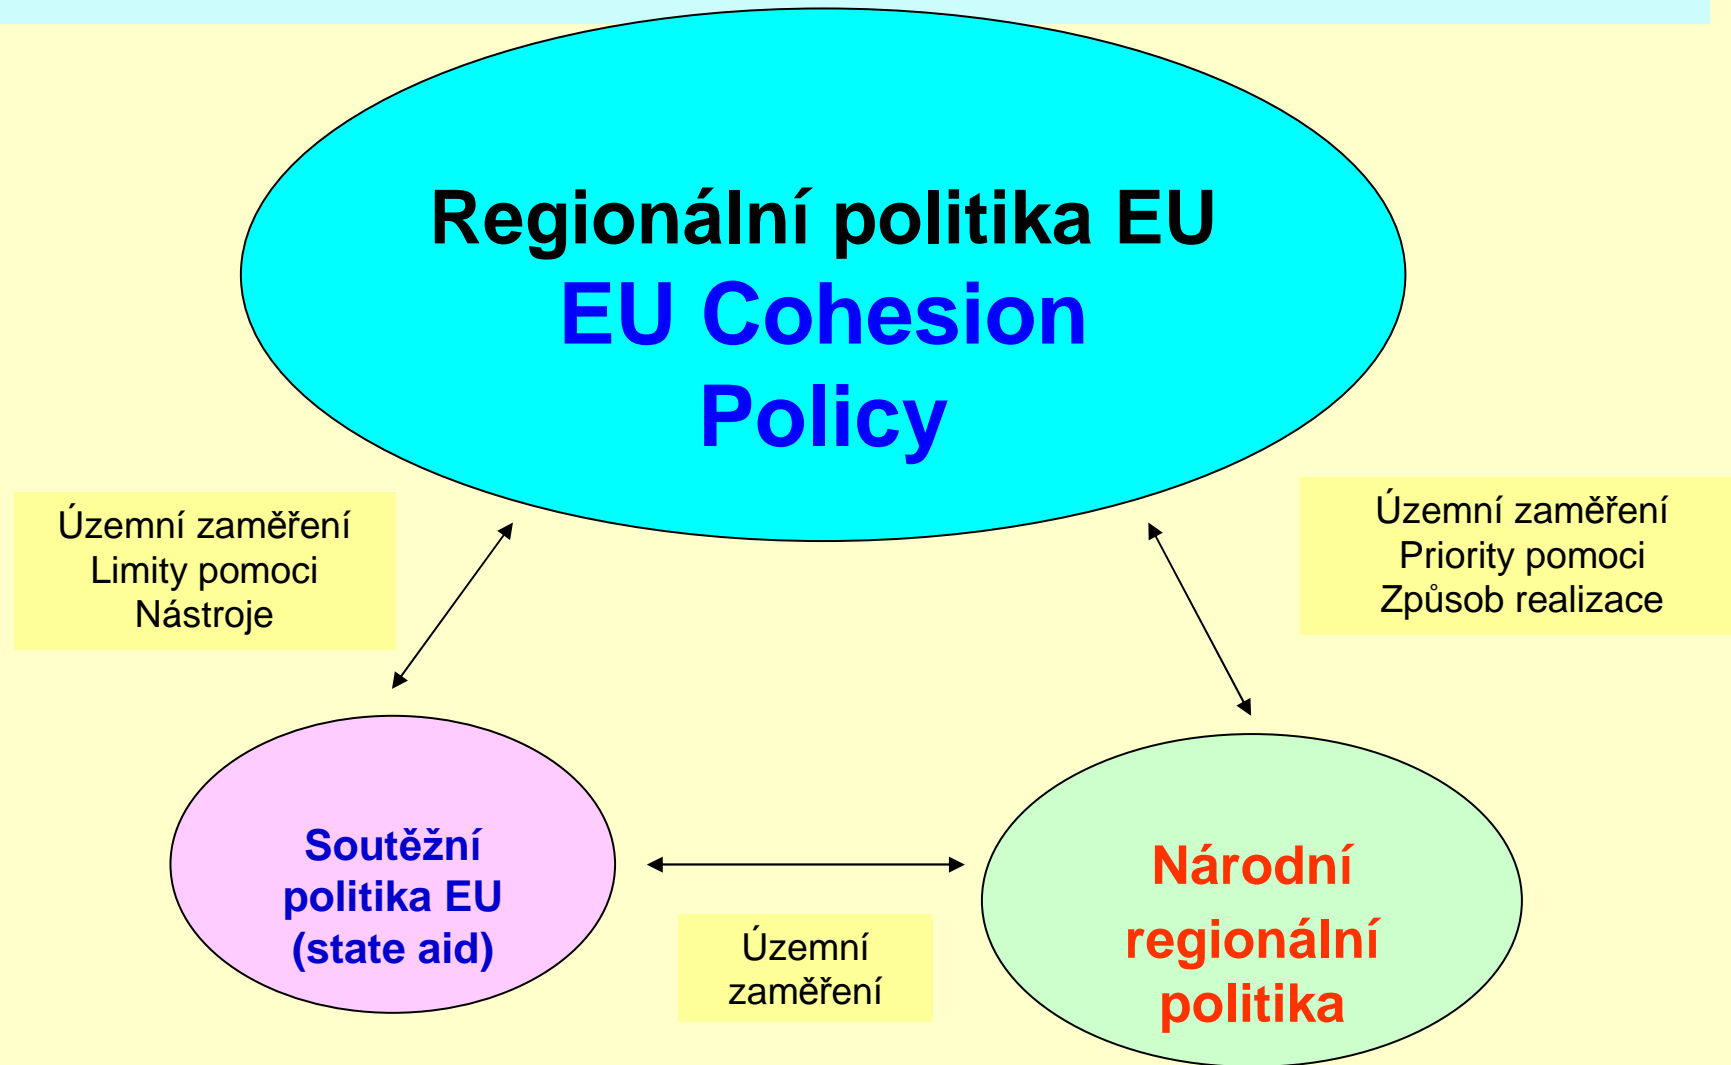 Regionální politika EU
EU Cohesion
Policy
Územní zaměření
Limity pomoci
Nástroje
Územní zaměření
Priority pomoci
Způsob realizace
Soutěžní
politika EU
(state aid)
Územní
zaměření
Národní
regionální
politika